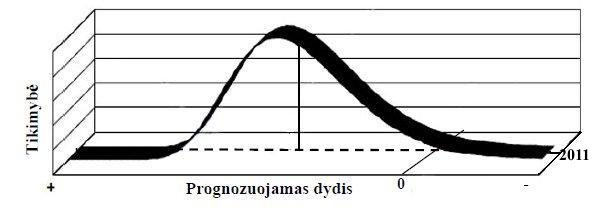 Tikimybė
2011
+
Prognozuojamas dydis
0
-